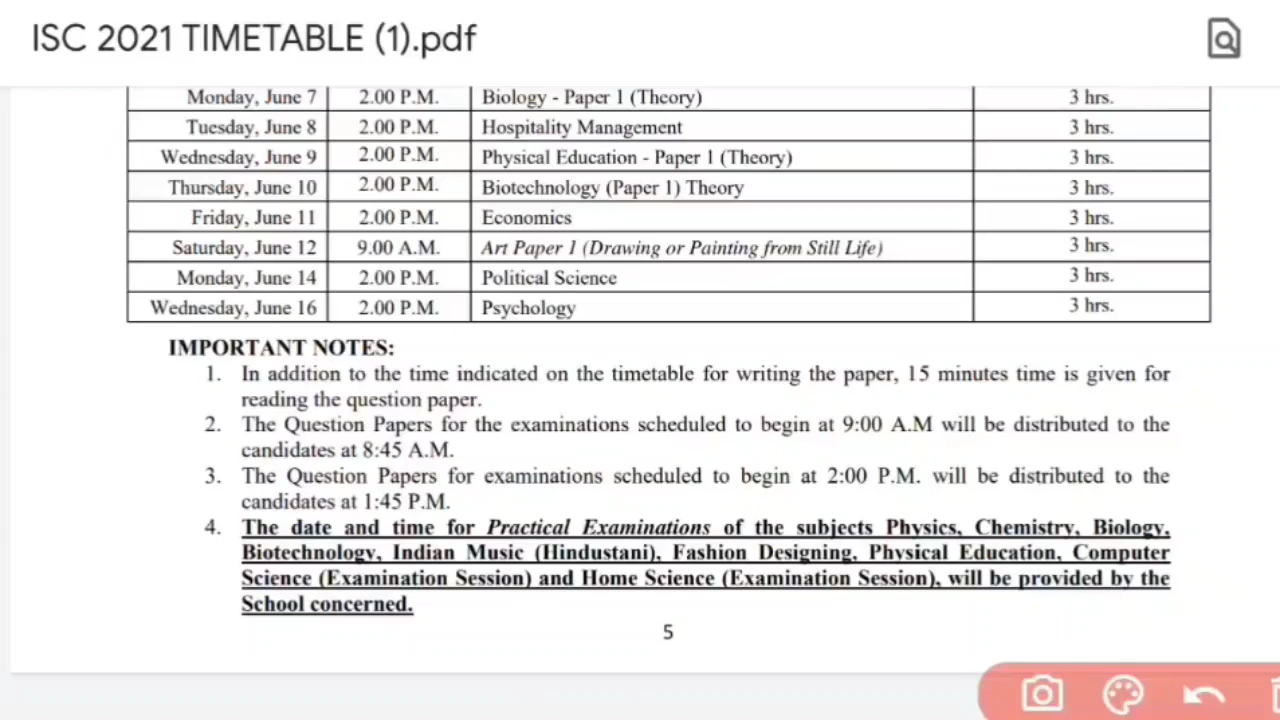 ISC 2021 TIMETABLE (1).pdf
Monday, June 7 2.00 P.M. Biology - Paper 1 (Theory) 3 hrs.
Tuesday, June 8 2.00 P.M. Hospitality Management 3 hrs.
Wednesday, June 9 2.00 P.M. Physical Education - Paper 1 (Theory) 3 hrs.
Thursday, June 10 2.00 P.M. Biotechnology (Paper 1) Theory 3 hrs.
Friday, June 11 2.00 P.M. Economics 3 hrs.
Saturday, June 12 9.00 A.M. Art Paper 1 (Drawing or Painting from Still Life) 3 hrs.
Monday, June 14 2.00 P.M. Political Science 3 hrs.
Wednesday, June 16 2.00 P.M. Psychology 3 hrs.
IMPORTANT NOTES:
1. In addition to the time indicated on the timetable for writing the paper, 15 minutes time is given for
reading the question paper.
2. The Question Papers for the examinations scheduled to begin at 9:00 A.M will be distributed to the
candidates at 8:45 A.M.
3. The Question Papers for examinations scheduled to begin at 2:00 P.M. will be distributed to the
candidates at 1:45 P.M.
4. The date and time for Practical Examinations of the subjects Physics, Chemistry, Biology,
Biotechnology, Indian Music (Hindustani), Fashion Designing, Physical Education, Computer
Science (Examination Session) and Home Science (Examination Session), will be provided by the
School concerned.
5